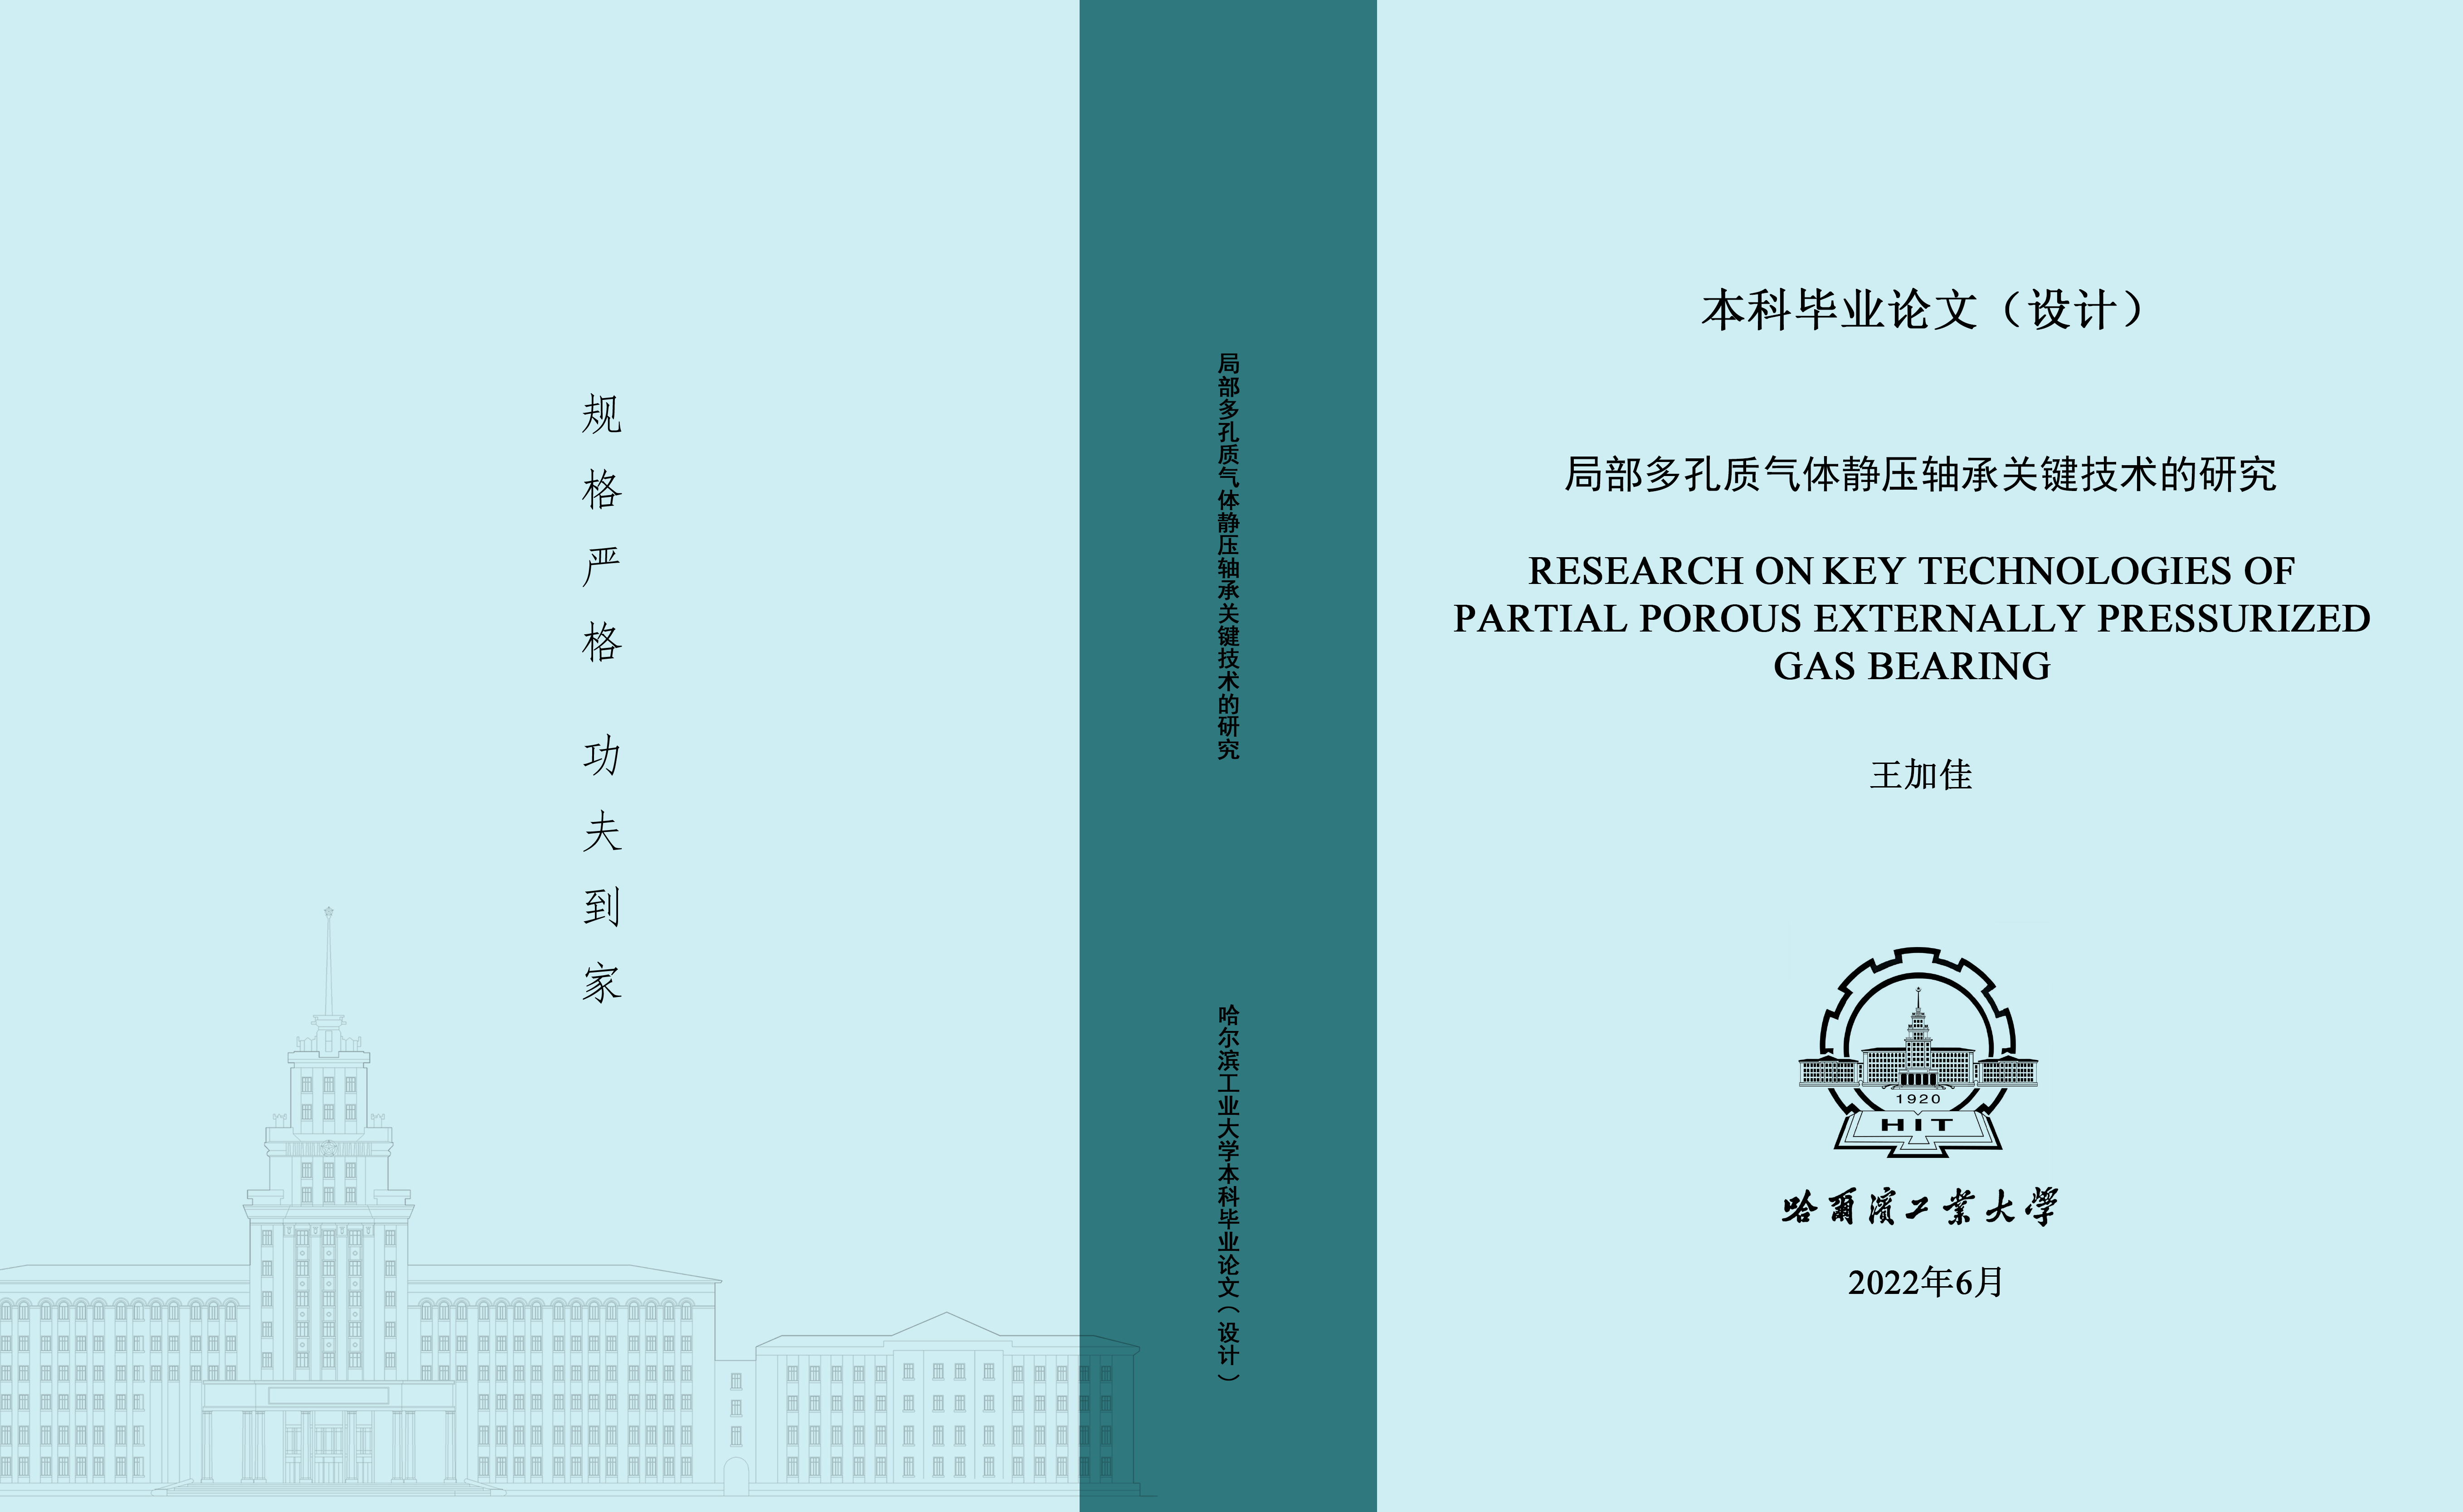 规格严格 功夫到家
局部多孔质气体静压轴承关键技术的研究
哈尔滨工业大学本科毕业论文（设计）
本科毕业论文（设计）
局部多孔质气体静压轴承关键技术的研究
RESEARCH ON KEY TECHNOLOGIES OF
PARTIAL POROUS EXTERNALLY PRESSURIZED
GAS BEARING
王加佳
1920
HIT
哈爾濱工業大學
2022年6月